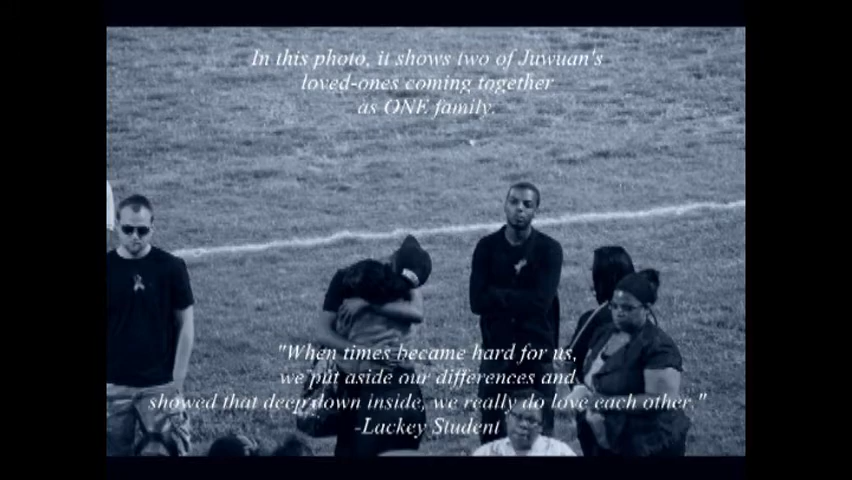 In this photo, it shows two of Juwuan's
loved-ones coming together
as ONE family.
"When times became hard for us,
we put aside our differences and
showed that deep down inside, we really do love each other."
-Lackey Student